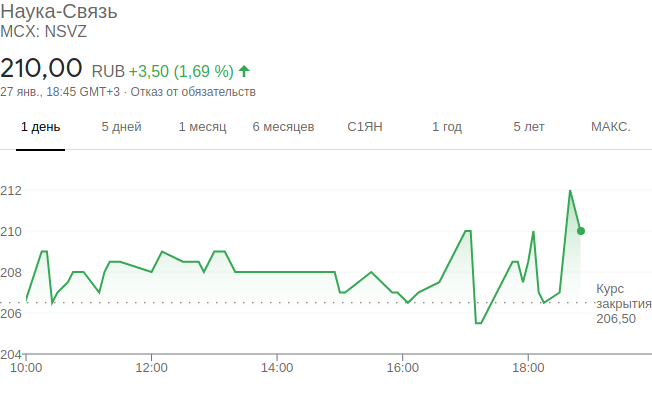 Наука-Связь
MCX: NSVZ
210,00 RUB +3,50 (1,69 %)
27 янв., 18:45 GMT+3 · Отказ от обязательств
1 день 5 дней 1 месяц 6 месяцев С1ЯН 1 год 5 лет МАКС.
212
210
208
206
204
Курс
закрытия
206,50
10:00 12:00 14:00 16:00 18:00